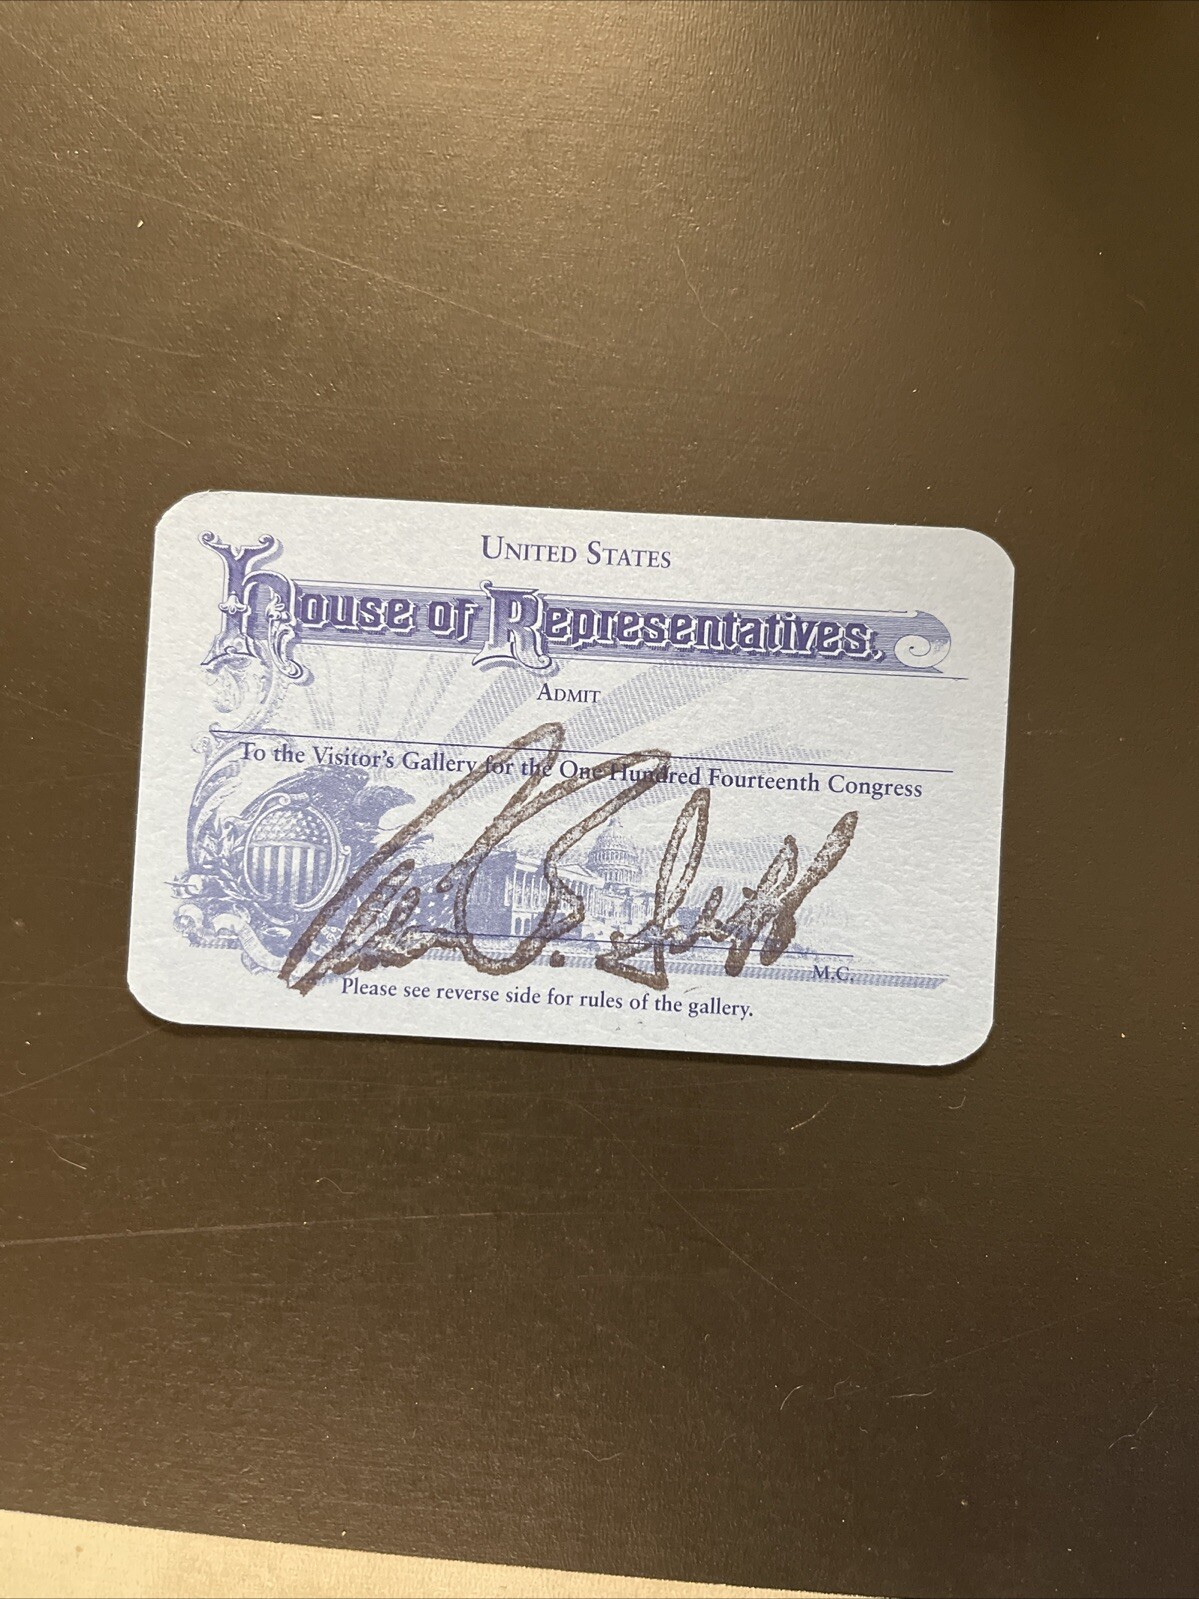 United States
House of Representatives.
Admit
To the Visitor's Gallery for the One Hundred Fourteenth Congress
M.C.
Please see reverse side for rules of the gallery.